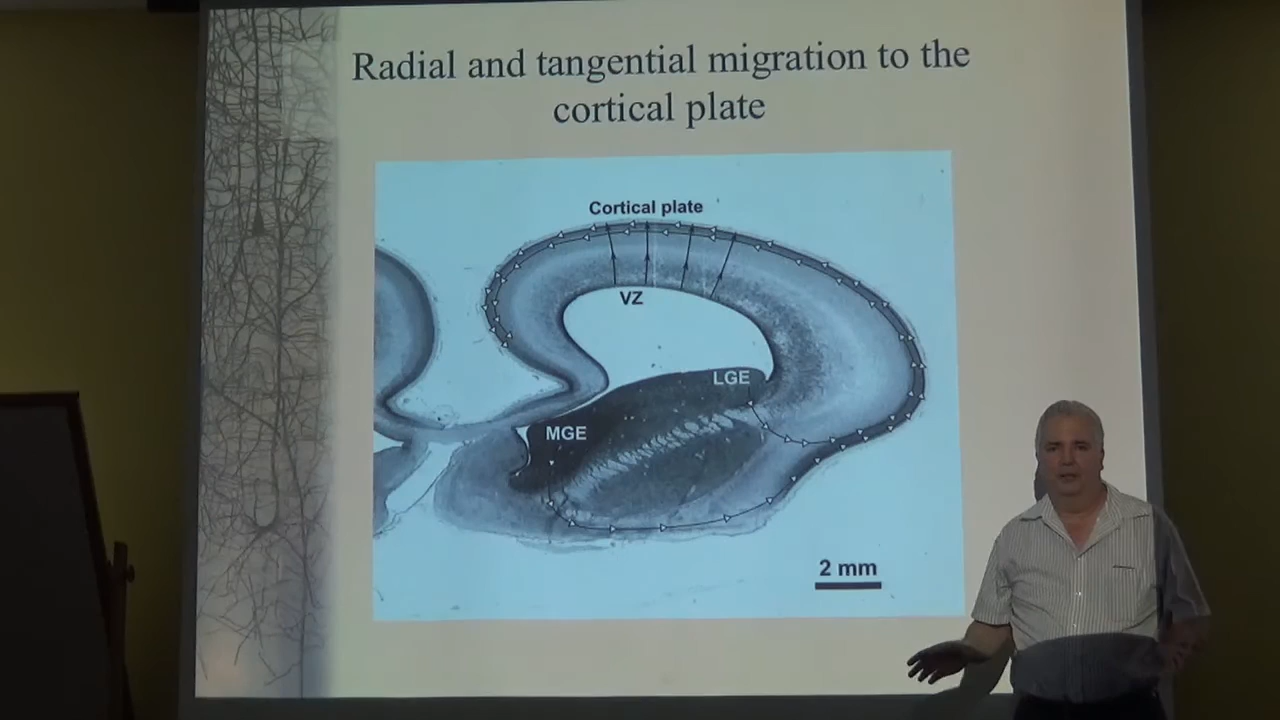 Radial and tangential migration to the
cortical plate
Cortical plate
VZ
LGE
MGE
2 mm